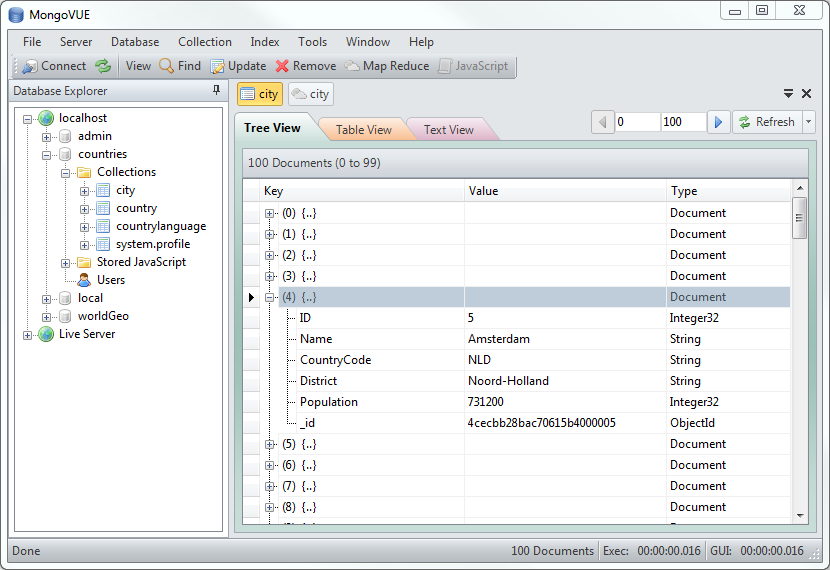 MongoVUE
File Server Database Collection Index Tools Window Help
Connect View Find Update Remove Map Reduce JavaScript
Database Explorer
localhost
admin
countries
Collections
city
country
countrylanguage
system.profile
Stored JavaScript
Users
local
worldGeo
Live Server
city city
Tree View Table View Text View 0 100 Refresh
100 Documents (0 to 99)
Key Value Type
(0) {..} Document
(1) {..} Document
(2) {..} Document
(3) {..} Document
(4) {..} Document
ID 5 Integer32
Name Amsterdam String
CountryCode NLD String
District Noord-Holland String
Population 731200 Integer32
_id 4cecbb28bac70615b4000005 ObjectId
(5) {..} Document
(6) {..} Document
(7) {..} Document
(8) {..} Document
Done 100 Documents Exec: 00:00:00.016 GUI: 00:00:00.016